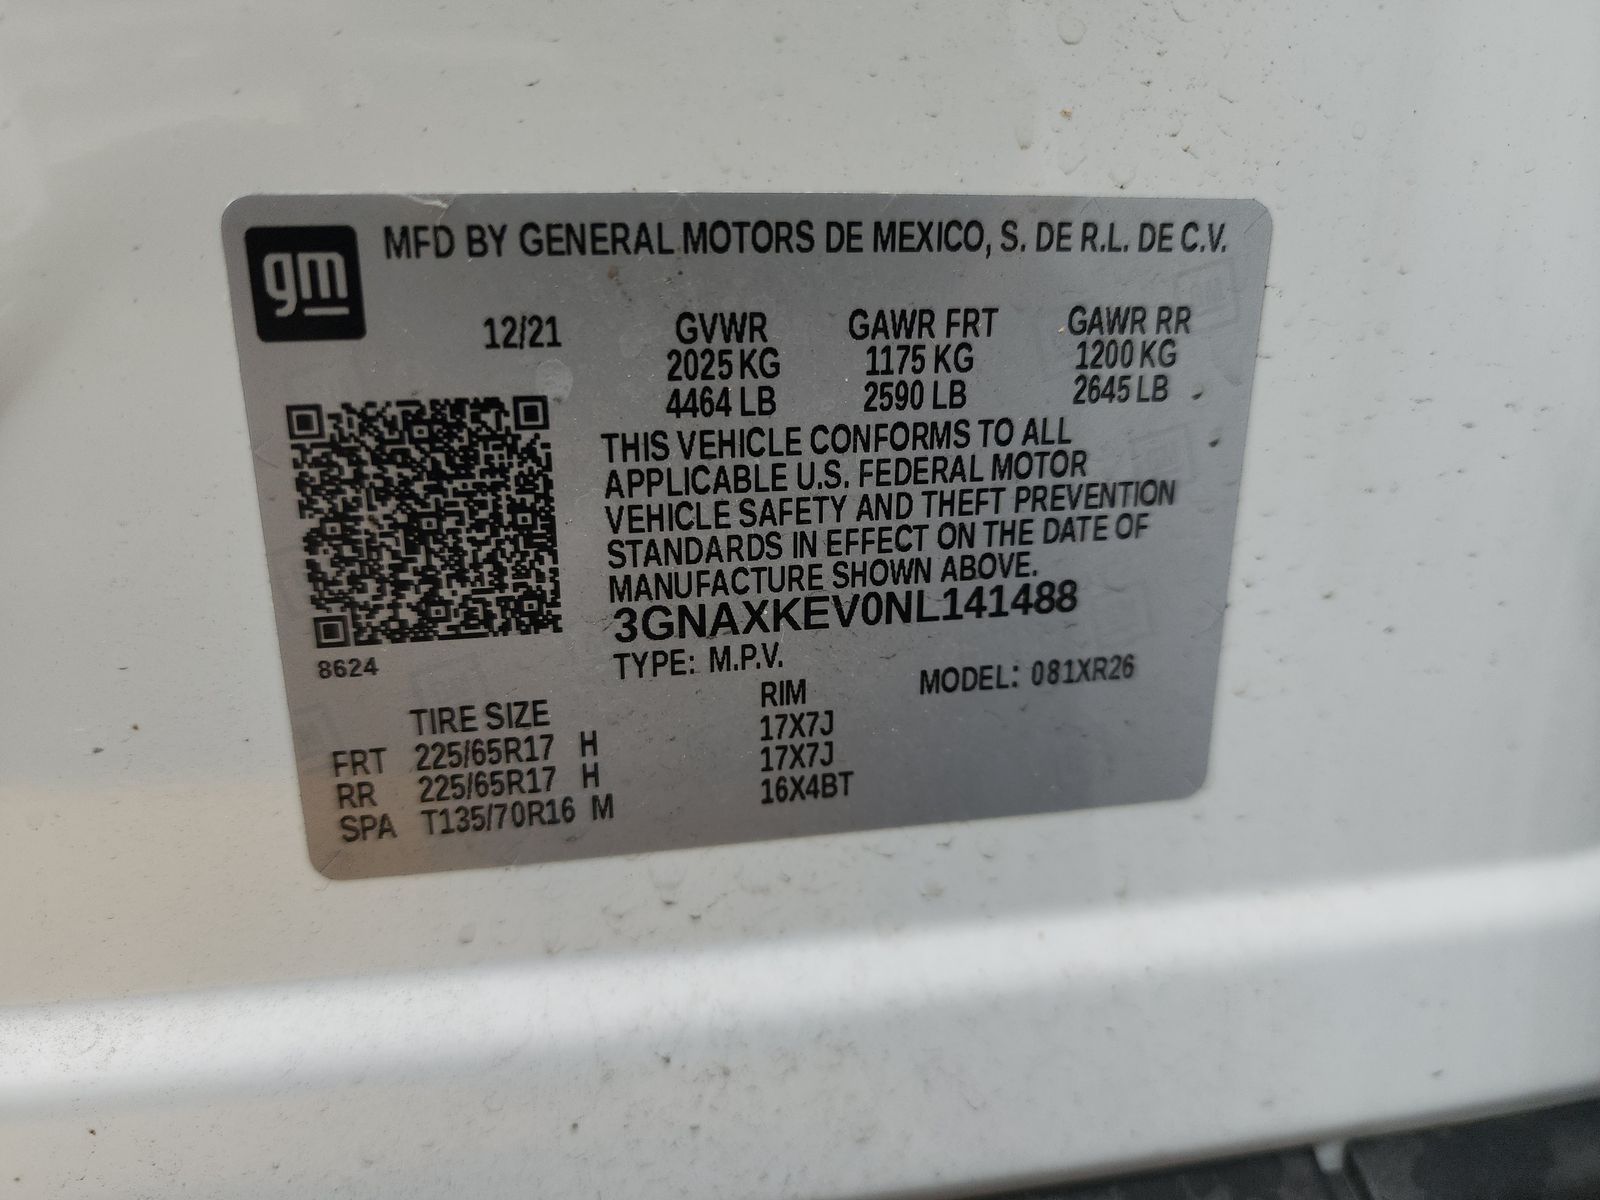 gm
MFD BY GENERAL MOTORS DE MEXICO, S. DE R.L. DE C.V.
12/21 GVWR GAWR FRT GAWR RR
2025 KG 1175 KG 1200 KG
4464 LB 2590 LB 2645 LB
THIS VEHICLE CONFORMS TO ALL
APPLICABLE U.S. FEDERAL MOTOR
VEHICLE SAFETY AND THEFT PREVENTION
STANDARDS IN EFFECT ON THE DATE OF
MANUFACTURE SHOWN ABOVE.
3GNAXKEV0NL141488
8624
TYPE: M.P.V. MODEL: 081XR26
TIRE SIZE RIM
FRT 225/65R17 H 17X7J
RR 225/65R17 H 17X7J
SPA T135/70R16 M 16X4BT